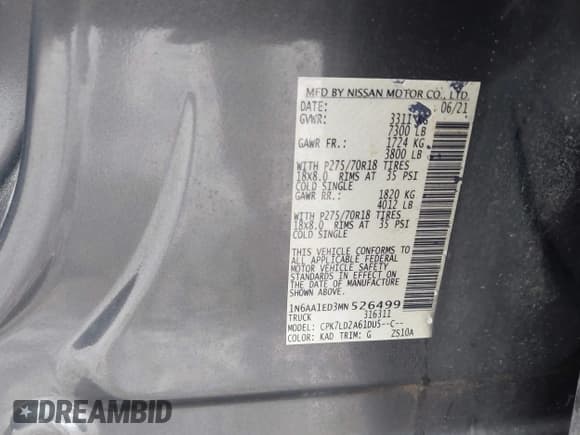 MFD BY NISSAN MOTOR CO., LTD.
DATE: 06/21
GVWR: 3311 KG
7300 LB
GAWR FR.: 1724 KG
3800 LB
WITH P275/70R18 TIRES
18X8.0 RIMS AT 35 PSI
COLD SINGLE
GAWR RR.: 1820 KG
4012 LB
WITH P275/70R18 TIRES
18X8.0 RIMS AT 35 PSI
COLD SINGLE
THIS VEHICLE CONFORMS TO
ALL APPLICABLE FEDERAL
MOTOR VEHICLE SAFETY
STANDARDS IN EFFECT ON
THE DATE OF MANUFACTURE
SHOWN ABOVE.
1N6AA1ED3MN526499
TRUCK 316311
MODEL: CPK7LD2A61DU5--C--
COLOR: KAD TRIM: G ZS10A
DREAMBID